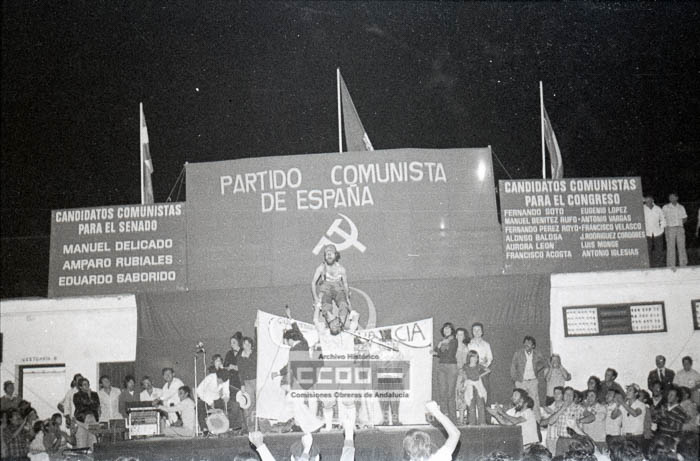 PARTIDO COMUNISTA
DE ESPAÑA
CANDIDATOS COMUNISTAS
PARA EL SENADO
MANUEL DELICADO
AMPARO RUBIALES
EDUARDO SABORIDO
CANDIDATOS COMUNISTAS
PARA EL CONGRESO
FERNANDO SOTO
MANUEL BENITEZ RUFO
FERNANDO PEREZ ROYO
ALONSO BALOSA
AURORA LEON
FRANCISCO ACOSTA
EUGENIO LOPEZ
ANTONIO VARGAS
FRANCISCO VELASCO
J.RODRIGUEZ CORDONES
LUIS MONGE
ANTONIO IGLESIAS
CIA
Archivo Histórico
CCOO
Comisiones Obreras de Andalucía